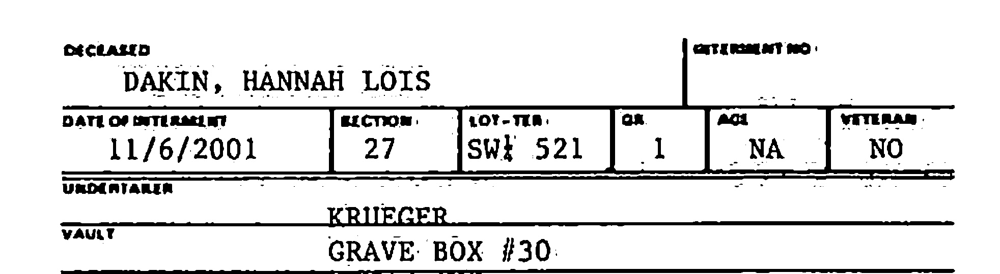 DECEASED INTERMENT NO.
DAKIN, HANNAH LOIS
DATE OF INTERMENT SECTION LOT-TER. GR. AGE VETERAN
11/6/2001 27 SW¼ 521 1 NA NO
UNDERTAKER
KRUEGER
VAULT
GRAVE BOX #30